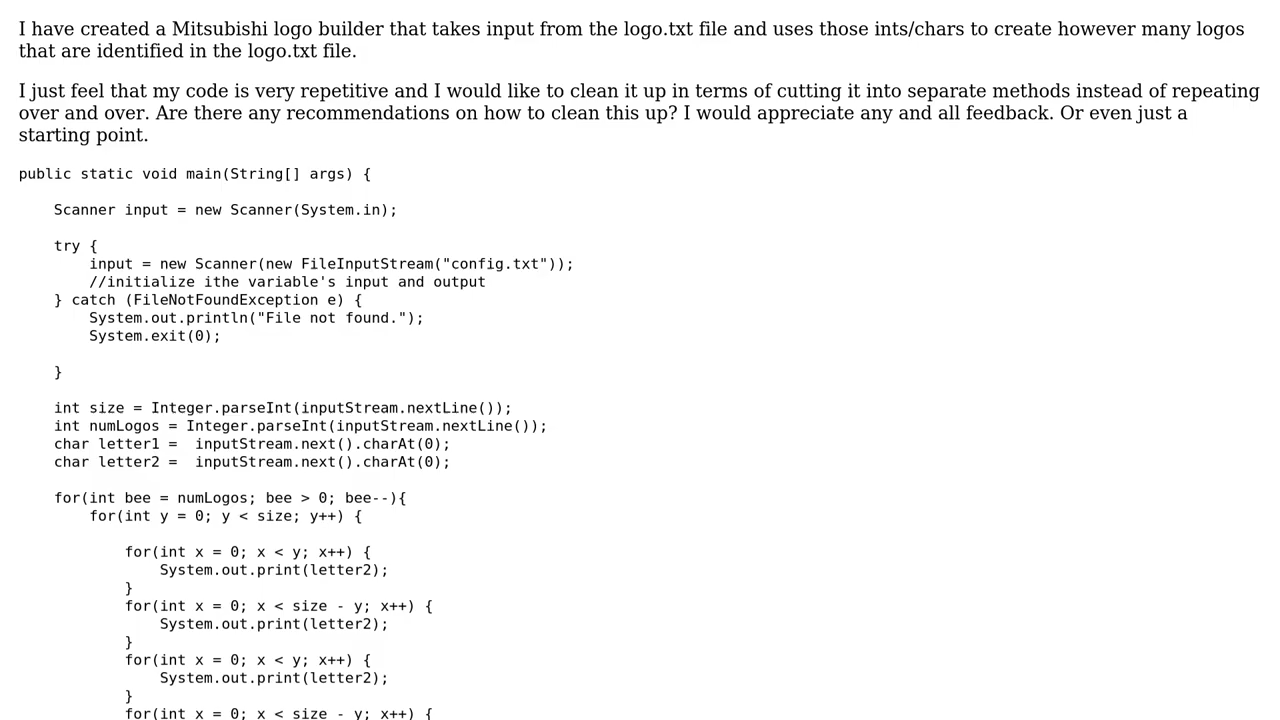 I have created a Mitsubishi logo builder that takes input from the logo.txt file and uses those ints/chars to create however many logos
that are identified in the logo.txt file.
I just feel that my code is very repetitive and I would like to clean it up in terms of cutting it into separate methods instead of repeating
over and over. Are there any recommendations on how to clean this up? I would appreciate any and all feedback. Or even just a
starting point.
public static void main(String[] args) {
    Scanner input = new Scanner(System.in);
    try {
        input = new Scanner(new FileInputStream("config.txt"));
        //initialize ithe variable's input and output
    } catch (FileNotFoundException e) {
        System.out.println("File not found.");
        System.exit(0);
    }
    int size = Integer.parseInt(inputStream.nextLine());
    int numLogos = Integer.parseInt(inputStream.nextLine());
    char letter1 =  inputStream.next().charAt(0);
    char letter2 =  inputStream.next().charAt(0);
    for(int bee = numLogos; bee > 0; bee--){
        for(int y = 0; y < size; y++) {
            for(int x = 0; x < y; x++) {
                System.out.print(letter2);
            }
            for(int x = 0; x < size - y; x++) {
                System.out.print(letter2);
            }
            for(int x = 0; x < y; x++) {
                System.out.print(letter2);
            }
            for(int x = 0; x < size - y; x++) {